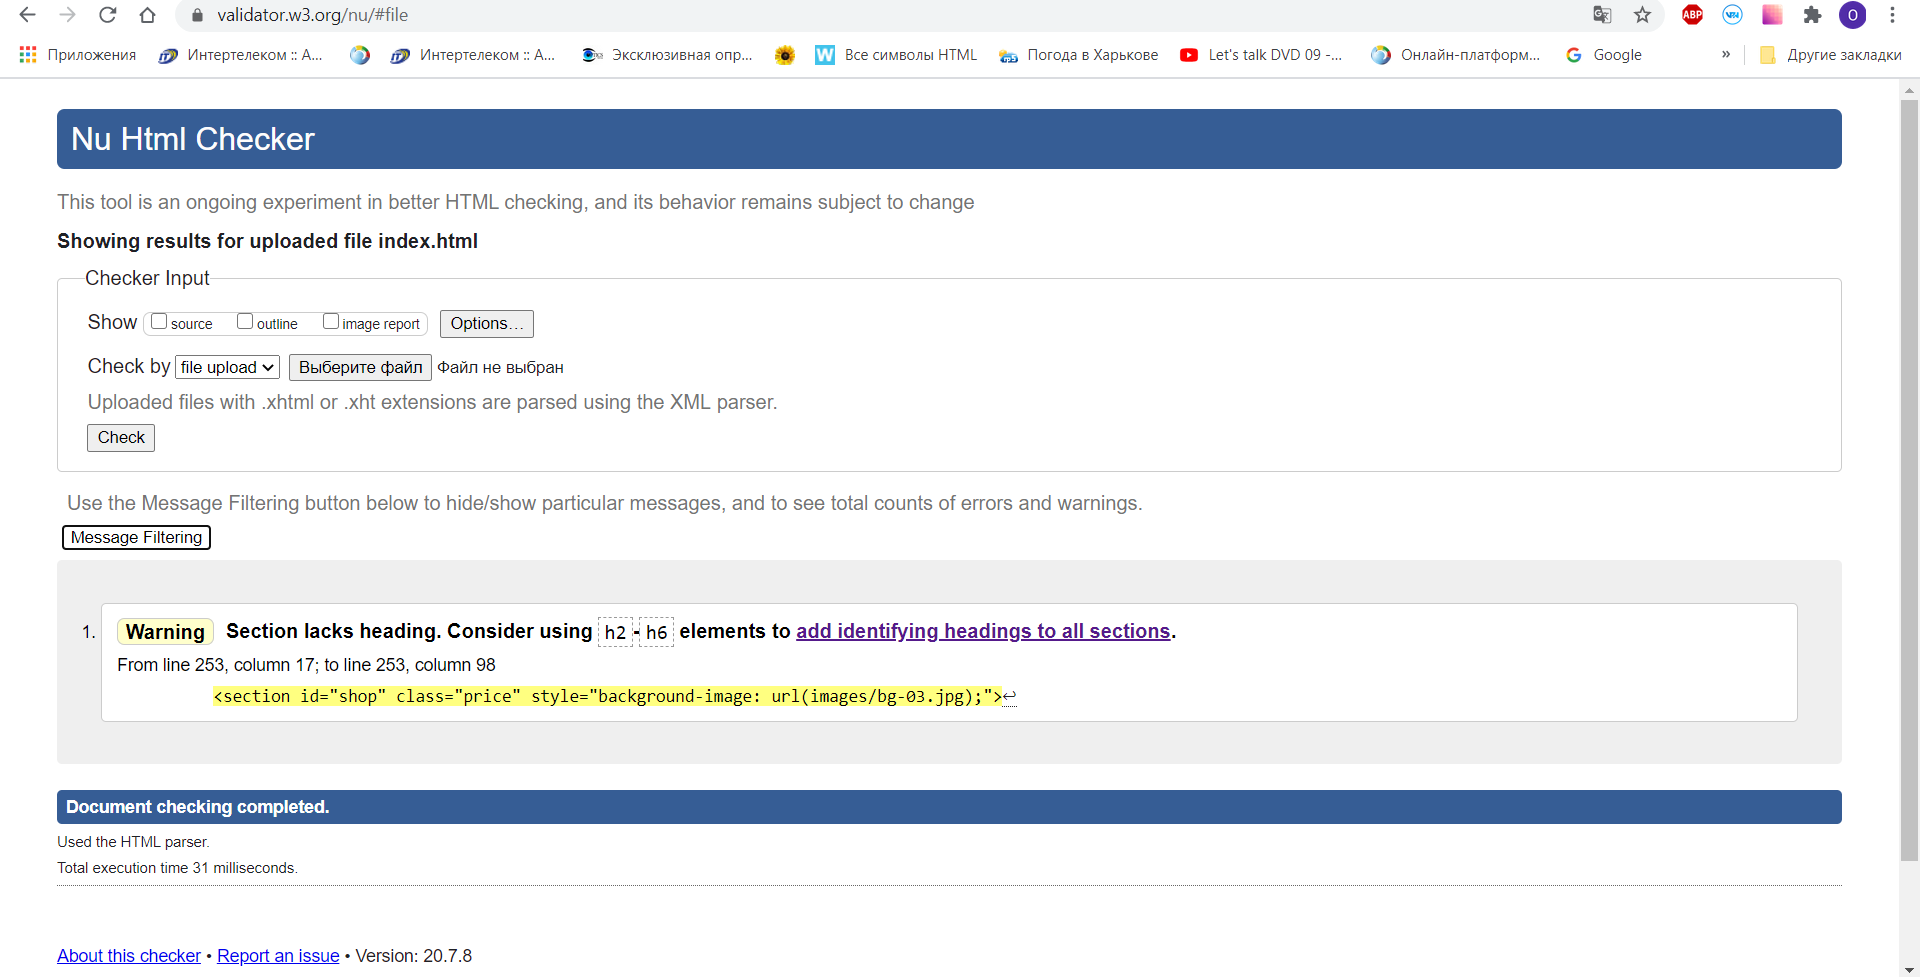 validator.w3.org/nu/#file
ABP
O
Приложения
Интертелеком :: А...
Интертелеком :: А...
Эксклюзивная опр...
W Все символы HTML
Погода в Харькове
Let's talk DVD 09 -...
Онлайн-платформ...
Google
»
Другие закладки
Nu Html Checker
This tool is an ongoing experiment in better HTML checking, and its behavior remains subject to change
Showing results for uploaded file index.html
Checker Input
Show source outline image report Options...
Check by file upload Выберите файл Файл не выбран
Uploaded files with .xhtml or .xht extensions are parsed using the XML parser.
Check
Use the Message Filtering button below to hide/show particular messages, and to see total counts of errors and warnings.
Message Filtering
1. Warning Section lacks heading. Consider using h2-h6 elements to add identifying headings to all sections.
From line 253, column 17; to line 253, column 98
<section id="shop" class="price" style="background-image: url(images/bg-03.jpg);">↩
Document checking completed.
Used the HTML parser.
Total execution time 31 milliseconds.
About this checker • Report an issue • Version: 20.7.8